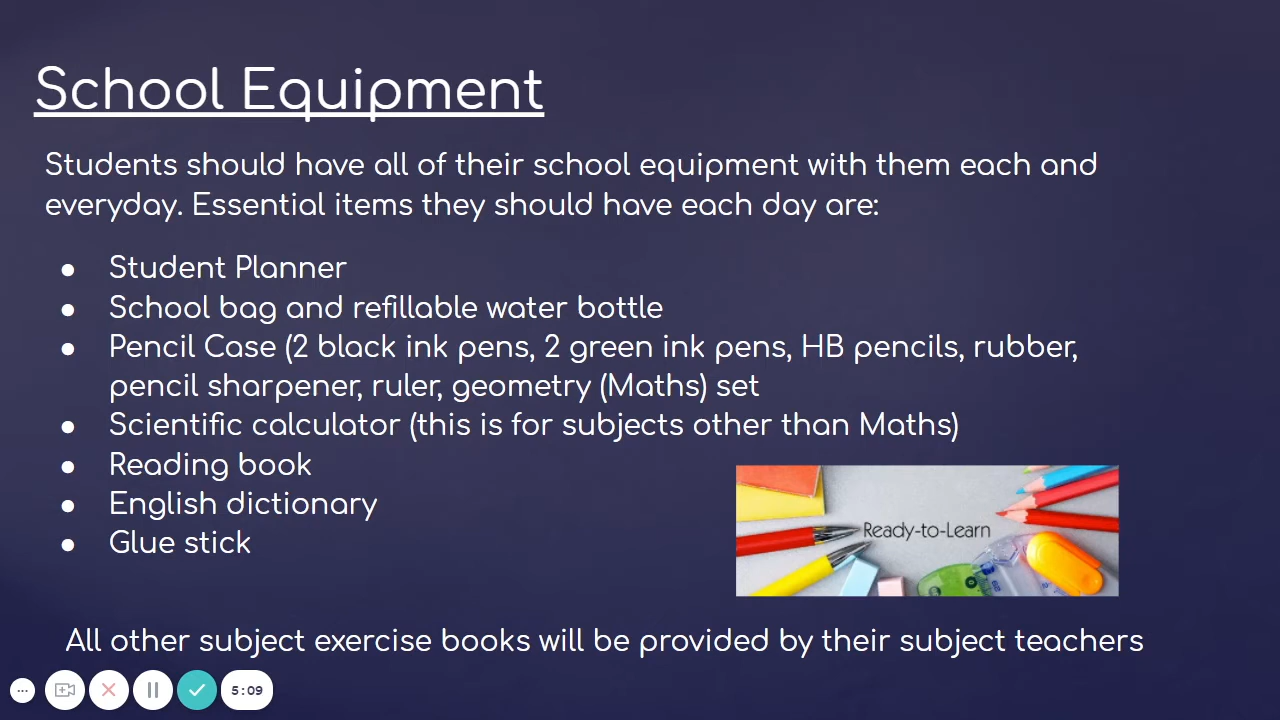 School Equipment
Students should have all of their school equipment with them each and
everyday. Essential items they should have each day are:
● Student Planner
● School bag and refillable water bottle
● Pencil Case (2 black ink pens, 2 green ink pens, HB pencils, rubber,
pencil sharpener, ruler, geometry (Maths) set
● Scientific calculator (this is for subjects other than Maths)
● Reading book
● English dictionary
● Glue stick
Ready-to-Learn
All other subject exercise books will be provided by their subject teachers
5:09